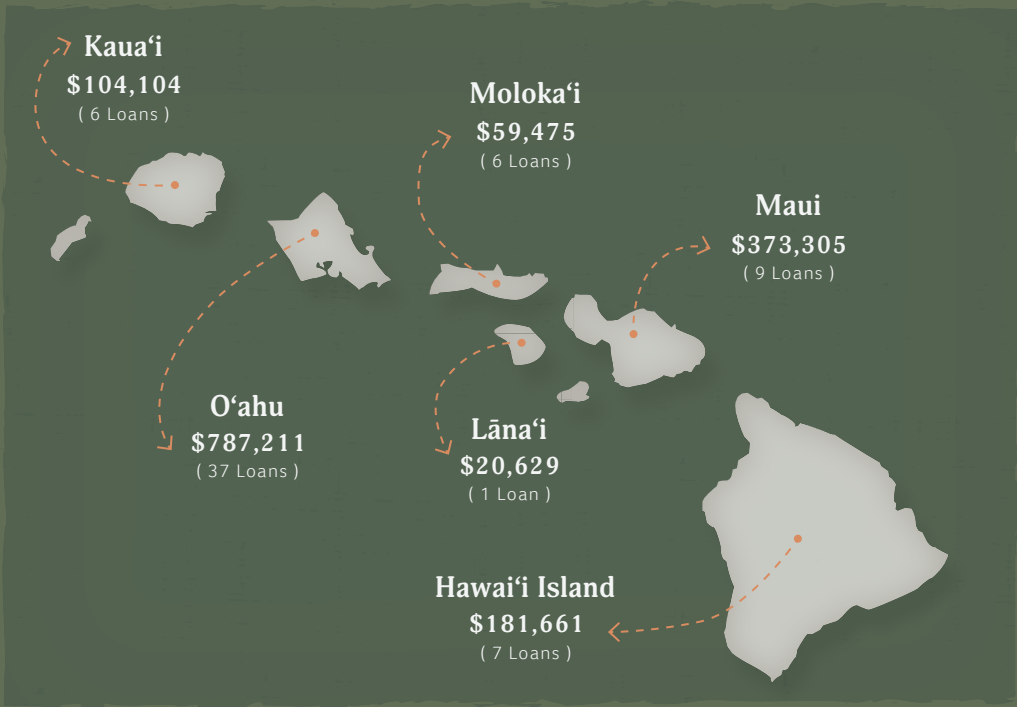 Kauaʻi
$104,104
( 6 Loans )
Molokaʻi
$59,475
( 6 Loans )
Maui
$373,305
( 9 Loans )
Oʻahu
$787,211
( 37 Loans )
Lānaʻi
$20,629
( 1 Loan )
Hawaiʻi Island
$181,661
( 7 Loans )